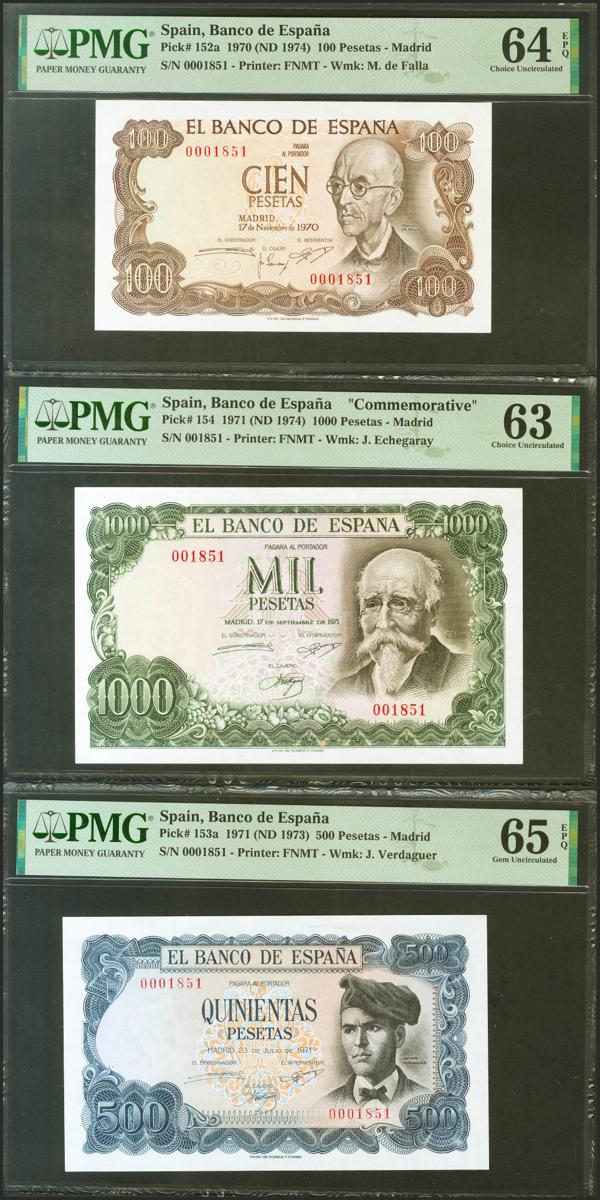 PMG®
PAPER MONEY GUARANTY
Spain, Banco de España
Pick# 152a 1970 (ND 1974) 100 Pesetas - Madrid
S/N 0001851 - Printer: FNMT - Wmk: M. de Falla
64 EPQ
Choice Uncirculated
100
EL BANCO DE ESPAÑA
100
0001851
PAGARA
AL PORTADOR
CIEN
PESETAS
MADRID,
17 de Noviembre de 1970
EL GOBERNADOR
EL INTERVENTOR
EL CAJERO
0001851
100
100
PMG®
PAPER MONEY GUARANTY
Spain, Banco de España "Commemorative"
Pick# 154 1971 (ND 1974) 1000 Pesetas - Madrid
S/N 001851 - Printer: FNMT - Wmk: J. Echegaray
63
Choice Uncirculated
1000
EL BANCO DE ESPAÑA
1000
PAGARA AL PORTADOR
001851
MIL
PESETAS
MADRID, 17 DE SEPTIEMBRE DE 1971
EL GOBERNADOR
EL INTERVENTOR
EL CAJERO
1000
001851
PMG®
PAPER MONEY GUARANTY
Spain, Banco de España
Pick# 153a 1971 (ND 1973) 500 Pesetas - Madrid
S/N 0001851 - Printer: FNMT - Wmk: J. Verdaguer
65 EPQ
Gem Uncirculated
EL BANCO DE ESPAÑA
500
0001851
PAGARA AL PORTADOR
QUINIENTAS
PESETAS
MADRID, 23 DE JULIO DE 1971
EL GOBERNADOR
EL INTERVENTOR
JACINTO
VERDAGUER
EL CAJERO
0001851
500
500